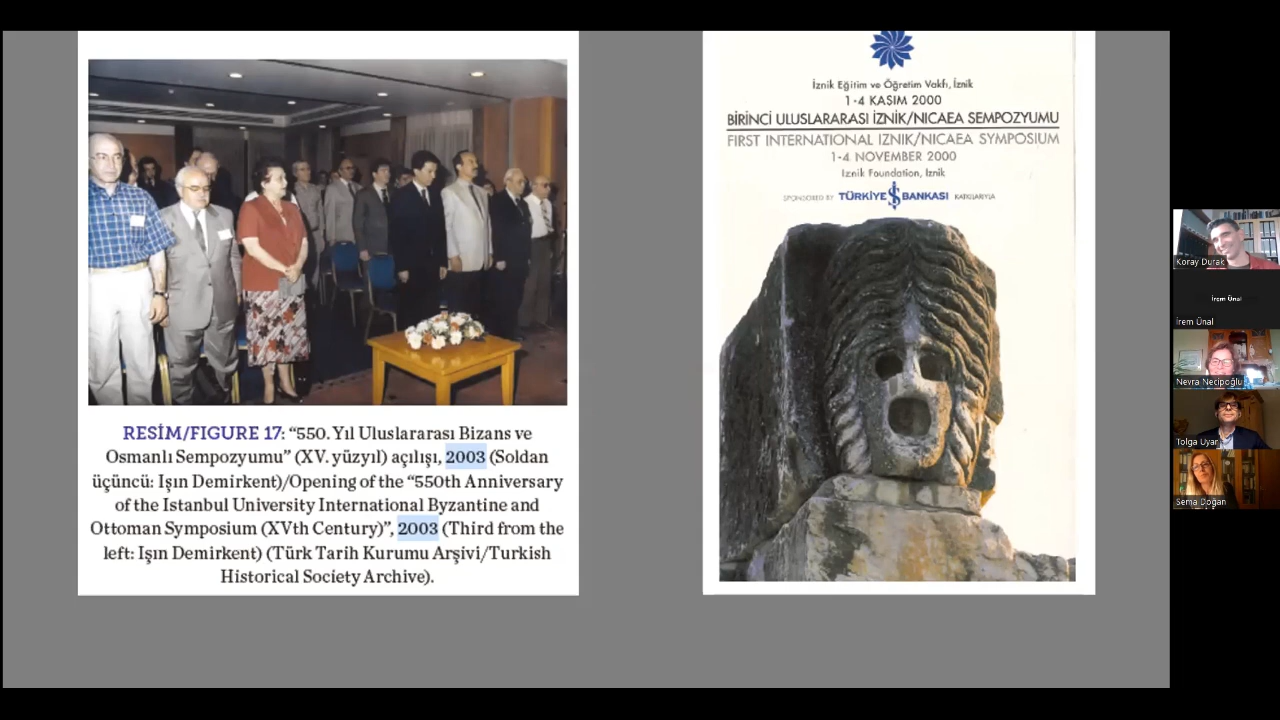 RESİM/FIGURE 17: “550. Yıl Uluslararası Bizans ve
Osmanlı Sempozyumu” (XV. yüzyıl) açılışı, 2003 (Soldan
üçüncü: Işın Demirkent)/Opening of the “550th Anniversary
of the Istanbul University International Byzantine and
Ottoman Symposium (XVth Century)”, 2003 (Third from the
left: Işın Demirkent) (Türk Tarih Kurumu Arşivi/Turkish
Historical Society Archive).
İznik Eğitim ve Öğretim Vakfı, İznik
1-4 KASIM 2000
BİRİNCİ ULUSLARARASI İZNİK/NICAEA SEMPOZYUMU
FIRST INTERNATIONAL IZNIK/NICAEA SYMPOSIUM
1-4 NOVEMBER 2000
Iznik Foundation, Iznik
SPONSORED BY TÜRKİYE İŞ BANKASI KATKILARIYLA
Koray Durak
İrem Ünal
İrem Ünal
Nevra Necipoğlu
Tolga Uyar
Sema Doğan